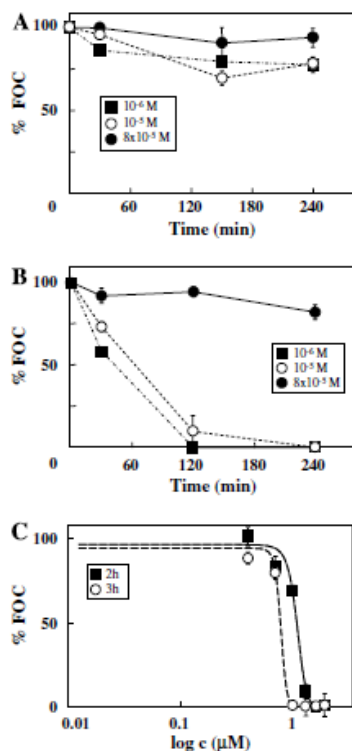 A
100
75
% FOC
■ 10⁻⁶ M
○ 10⁻⁵ M
● 8x10⁻⁵ M
0 60 120 180 240
Time (min)
B
100
50
% FOC
■ 10⁻⁶ M
○ 10⁻⁵ M
● 8x10⁻⁵ M
0 60 120 180 240
Time (min)
C
100
50
0
% FOC
■ 2h
○ 3h
0.01 0.1 1
log c (μM)